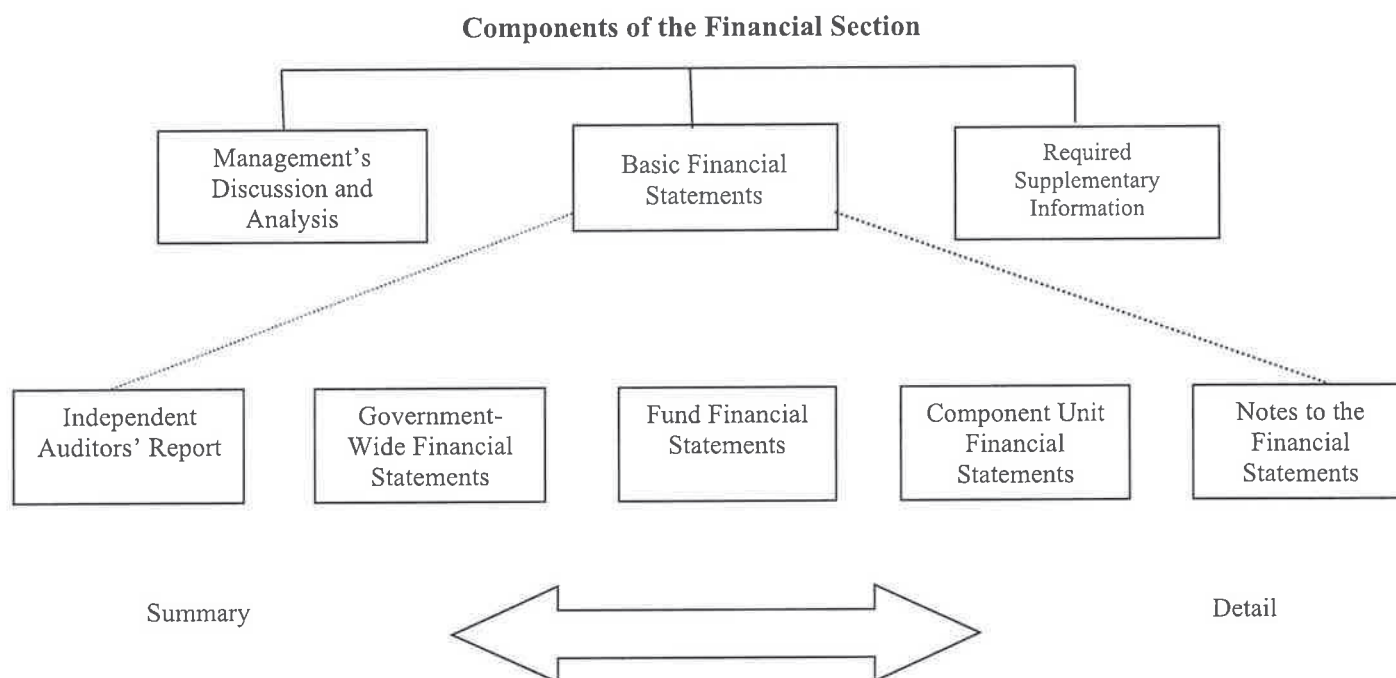 Components of the Financial Section
Management's
Discussion and
Analysis
Basic Financial
Statements
Required
Supplementary
Information
Independent
Auditors' Report
Government-
Wide Financial
Statements
Fund Financial
Statements
Component Unit
Financial
Statements
Notes to the
Financial
Statements
Summary
Detail